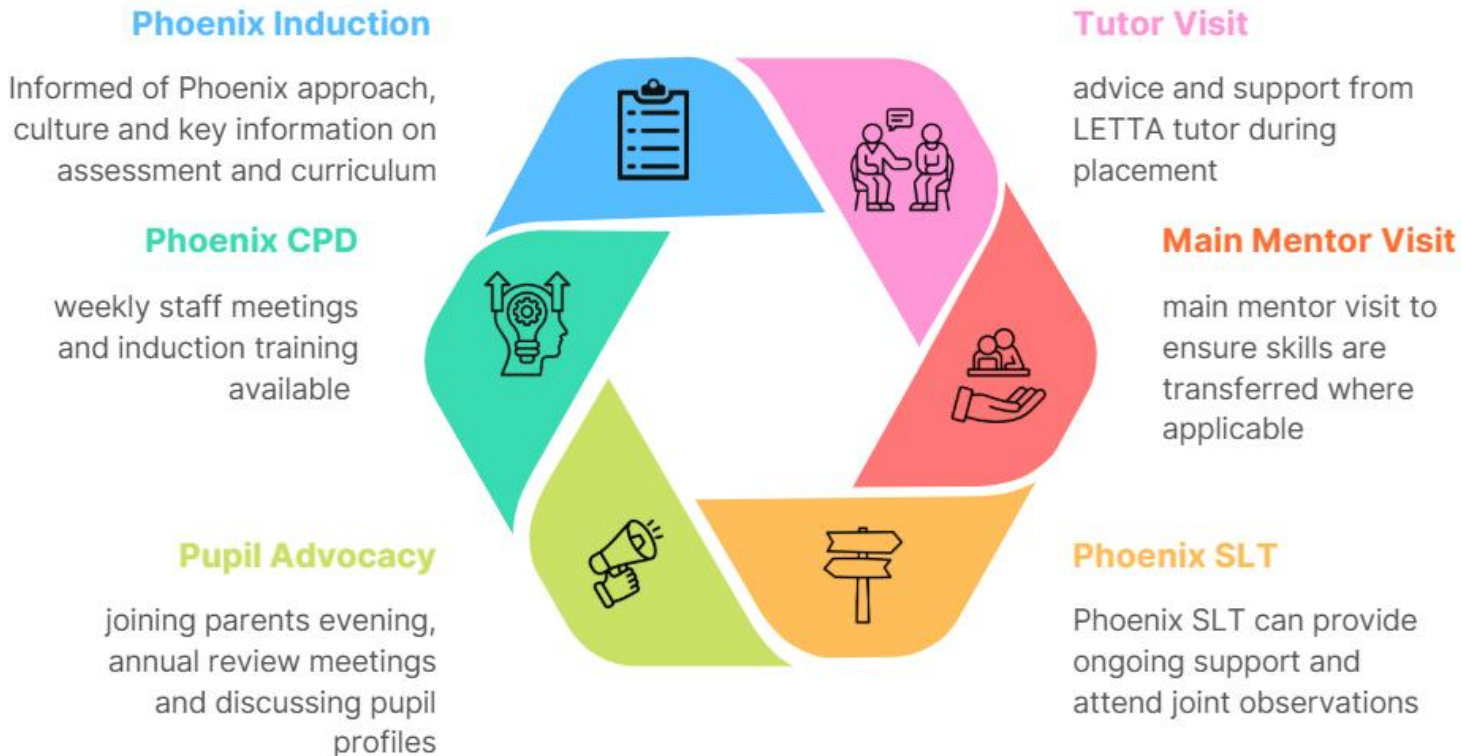 Phoenix Induction
Informed of Phoenix approach,
culture and key information on
assessment and curriculum
Phoenix CPD
weekly staff meetings
and induction training
available
Pupil Advocacy
joining parents evening,
annual review meetings
and discussing pupil
profiles
Tutor Visit
advice and support from
LETTA tutor during
placement
Main Mentor Visit
main mentor visit to
ensure skills are
transferred where
applicable
Phoenix SLT
Phoenix SLT can provide
ongoing support and
attend joint observations